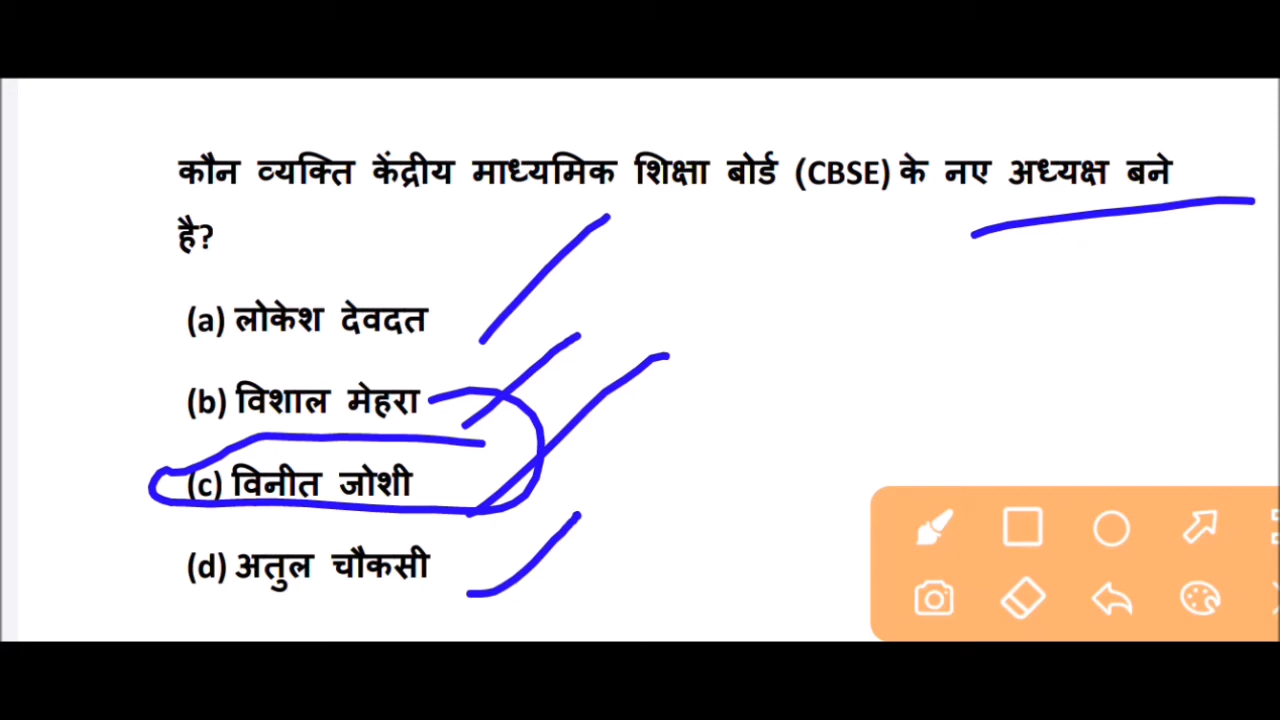 कौन व्यक्ति केंद्रीय माध्यमिक शिक्षा बोर्ड (CBSE) के नए अध्यक्ष बने
है?
(a) लोकेश देवदत
(b) विशाल मेहरा
(c) विनीत जोशी
(d) अतुल चौकसी